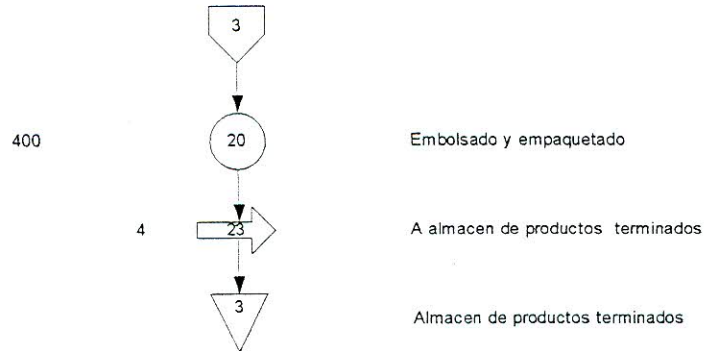 3
400 20 Embolsado y empaquetado
4 23 A almacen de productos terminados
3 Almacen de productos terminados